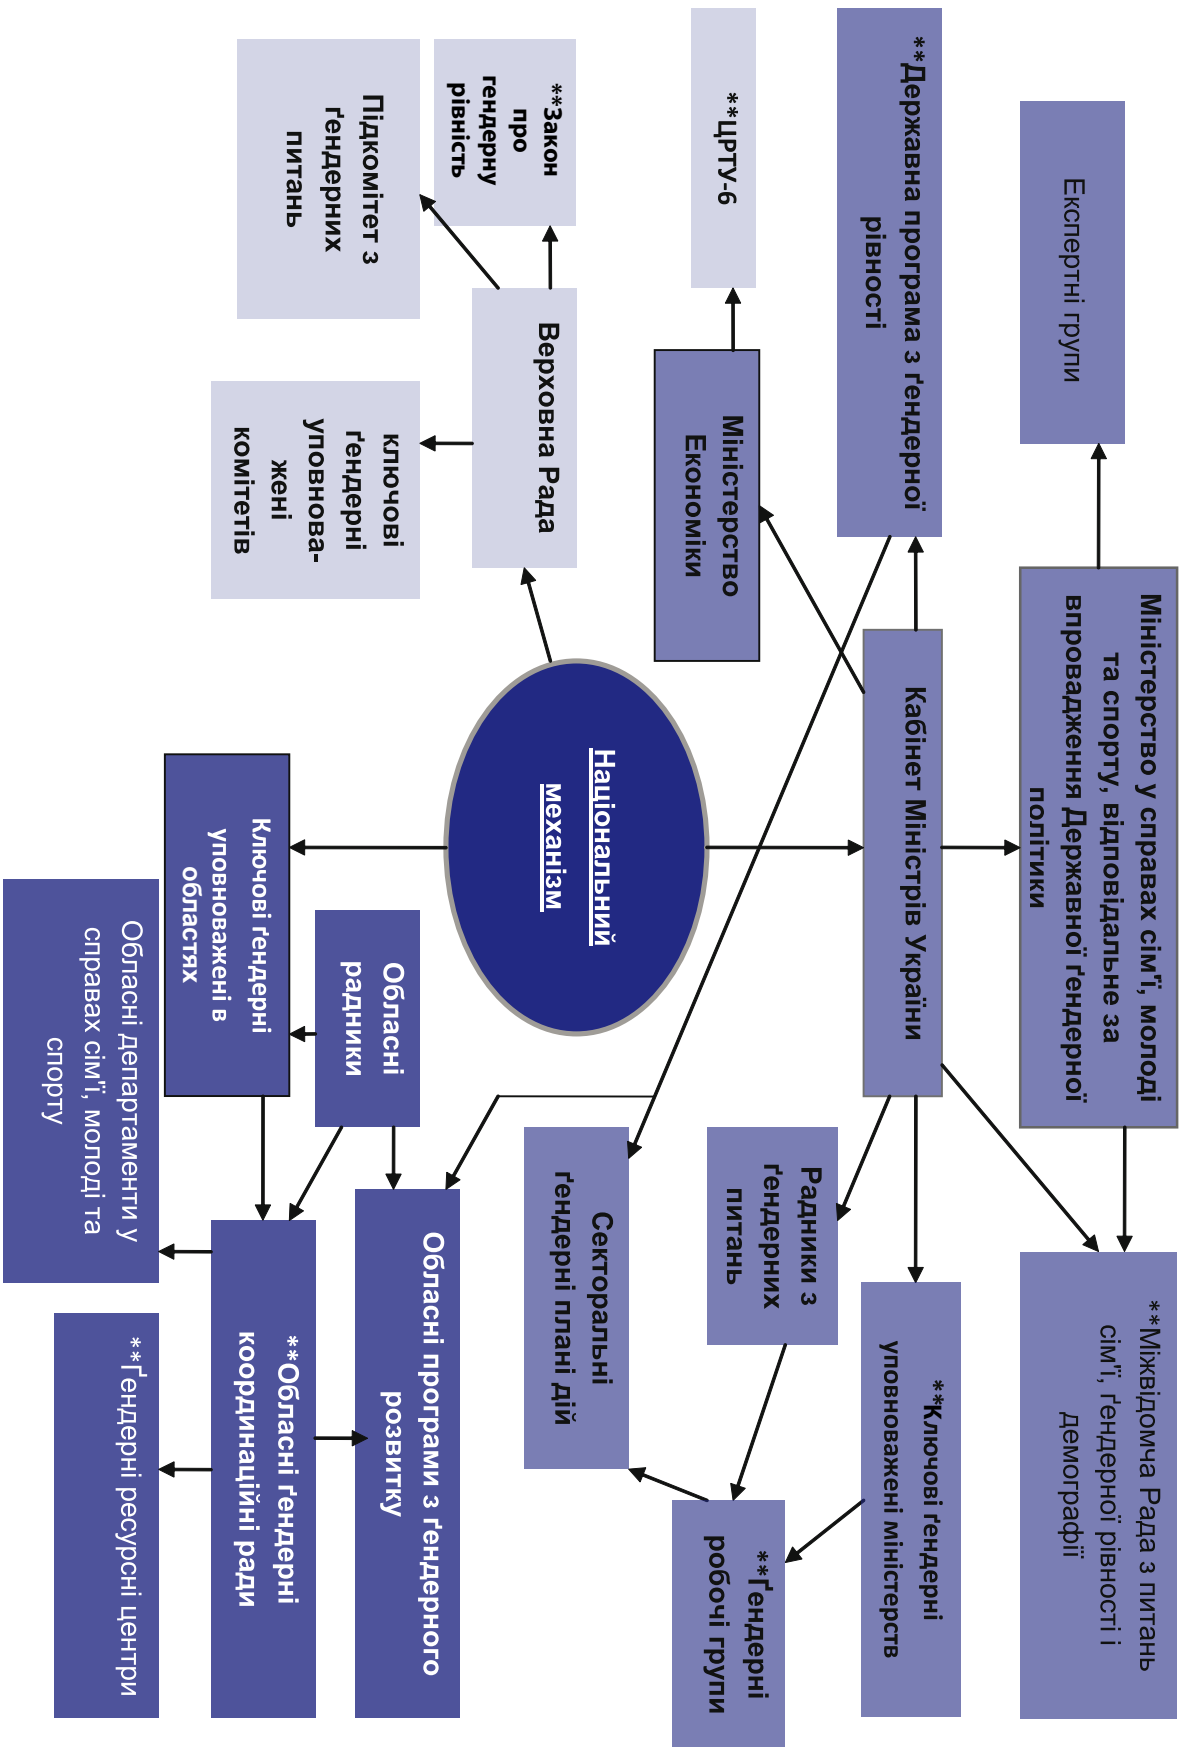 Експертні групи
Міністерство у справах сім'ї, молоді
та спорту, відповідальне за
впровадження Державної ґендерної
політики
**Міжвідомча Рада з питань
сім'ї, ґендерної рівності і
демографії
**Державна програма з ґендерної
рівності
Кабінет Міністрів України
**Ключові ґендерні
уповноважені міністерств
**ЦРТУ-6
Міністерство
Економіки
Радники з
ґендерних
питань
**Ґендерні
робочі групи
Секторальні
ґендерні плані дій
**Закон
про
ґендерну
рівність
Верховна Рада
Національний
механізм
Підкомітет з
ґендерних
питань
ключові
ґендерні
уповнова-
жені
комітетів
Обласні
радники
Обласні програми з ґендерного
розвитку
Ключові ґендерні
уповноважені в
областях
**Обласні ґендерні
координаційні ради
Обласні департаменти у
справах сім'ї, молоді та
спорту
**Ґендерні ресурсні центри